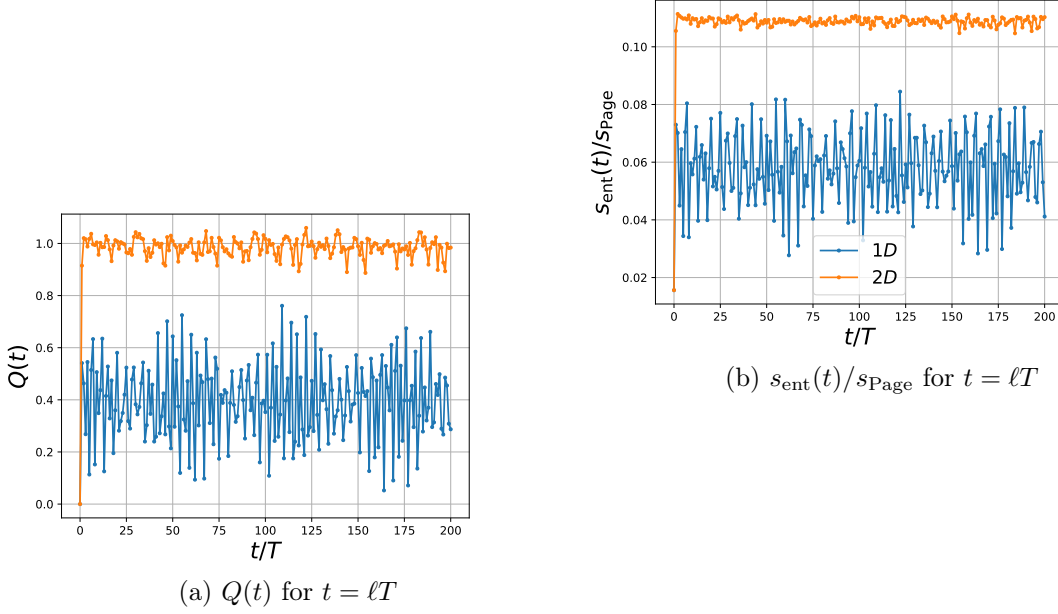 1.0
0.8
0.6
0.4
0.2
0.0
Q(t)
0 25 50 75 100 125 150 175 200
t/T
(a) Q(t) for t = ℓT
0.10
0.08
0.06
0.04
0.02
s_ent(t)/s_Page
1D
2D
0 25 50 75 100 125 150 175 200
t/T
(b) s_ent(t)/s_Page for t = ℓT